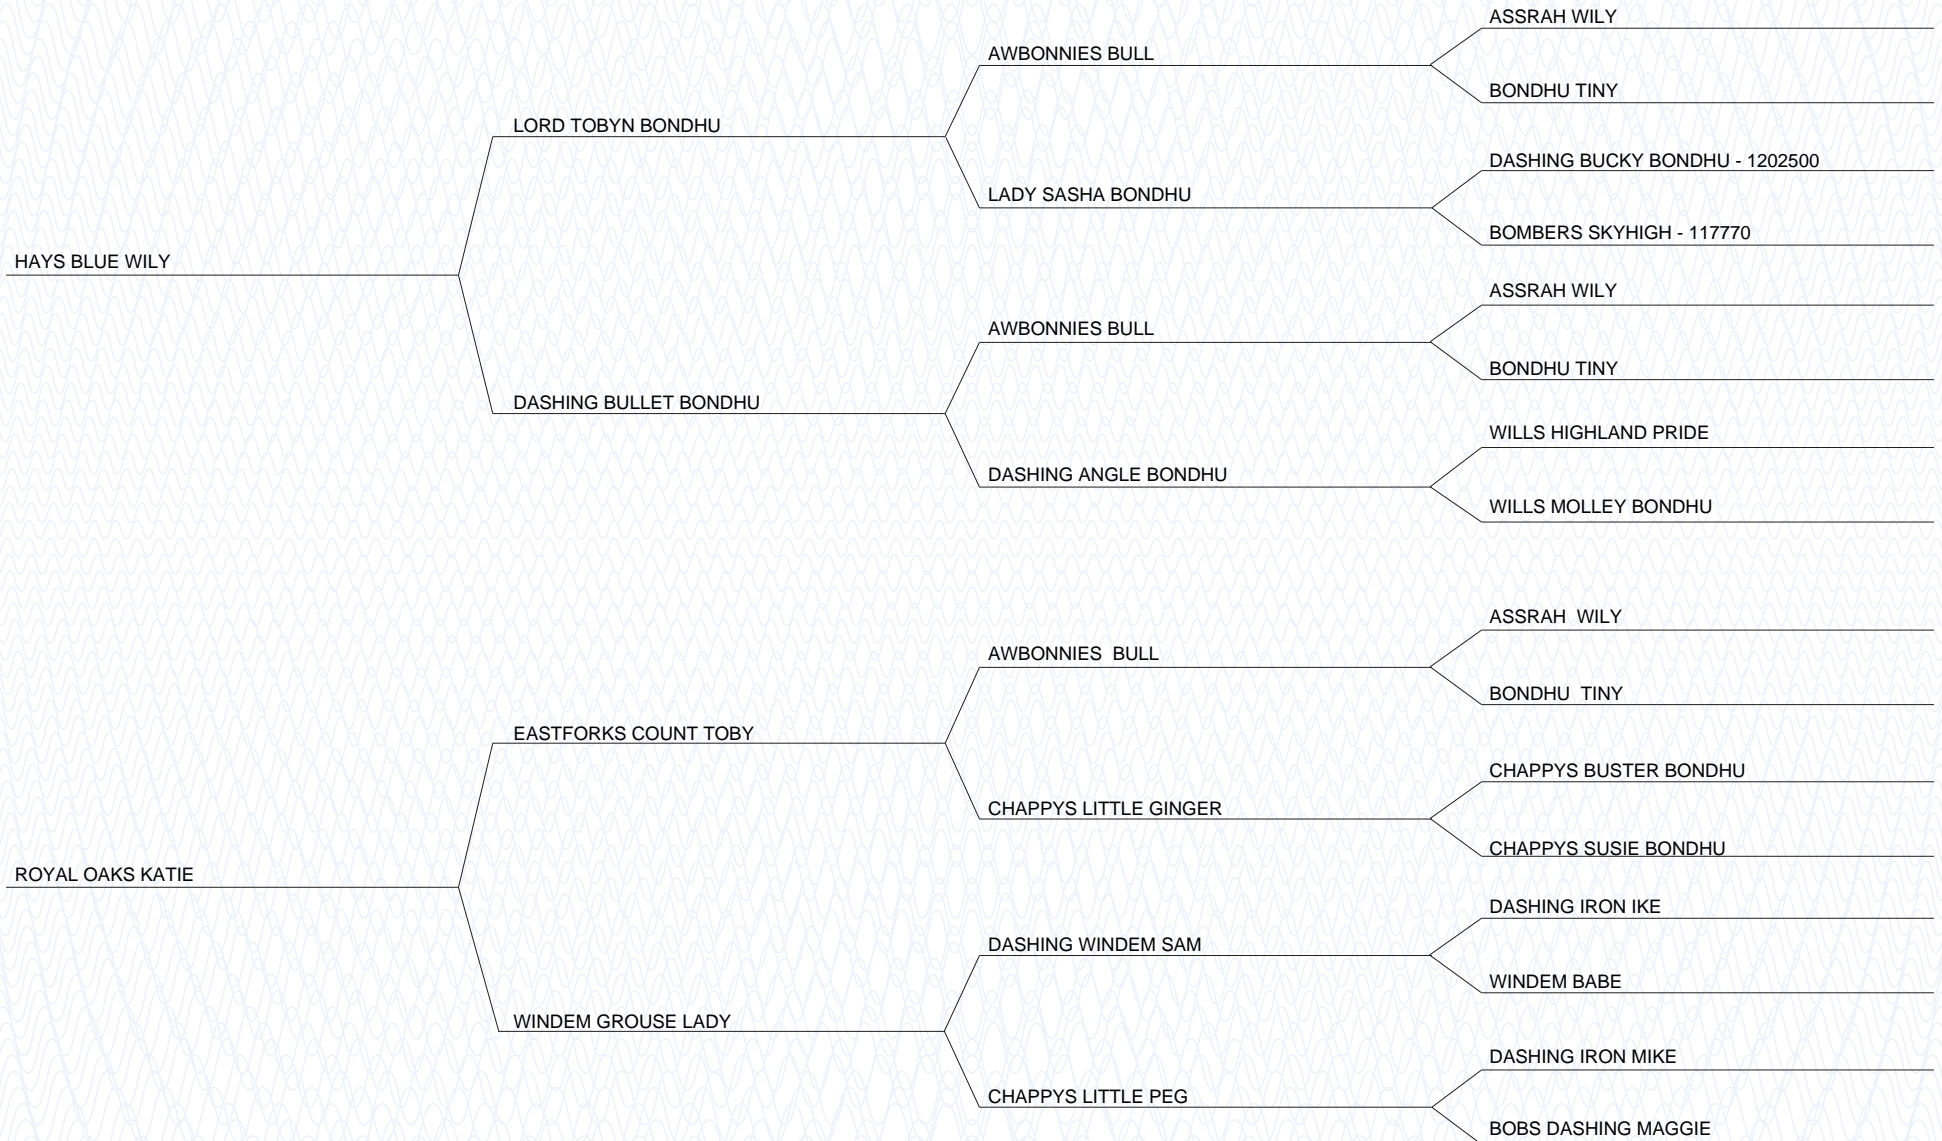 ASSRAH WILY
AWBONNIES BULL
BONDHU TINY
LORD TOBYN BONDHU
DASHING BUCKY BONDHU - 1202500
LADY SASHA BONDHU
BOMBERS SKYHIGH - 117770
HAYS BLUE WILY
ASSRAH WILY
AWBONNIES BULL
BONDHU TINY
DASHING BULLET BONDHU
WILLS HIGHLAND PRIDE
DASHING ANGLE BONDHU
WILLS MOLLEY BONDHU
ASSRAH  WILY
AWBONNIES  BULL
BONDHU  TINY
EASTFORKS COUNT TOBY
CHAPPYS BUSTER BONDHU
CHAPPYS LITTLE GINGER
CHAPPYS SUSIE BONDHU
ROYAL OAKS KATIE
DASHING IRON IKE
DASHING WINDEM SAM
WINDEM BABE
WINDEM GROUSE LADY
DASHING IRON MIKE
CHAPPYS LITTLE PEG
BOBS DASHING MAGGIE